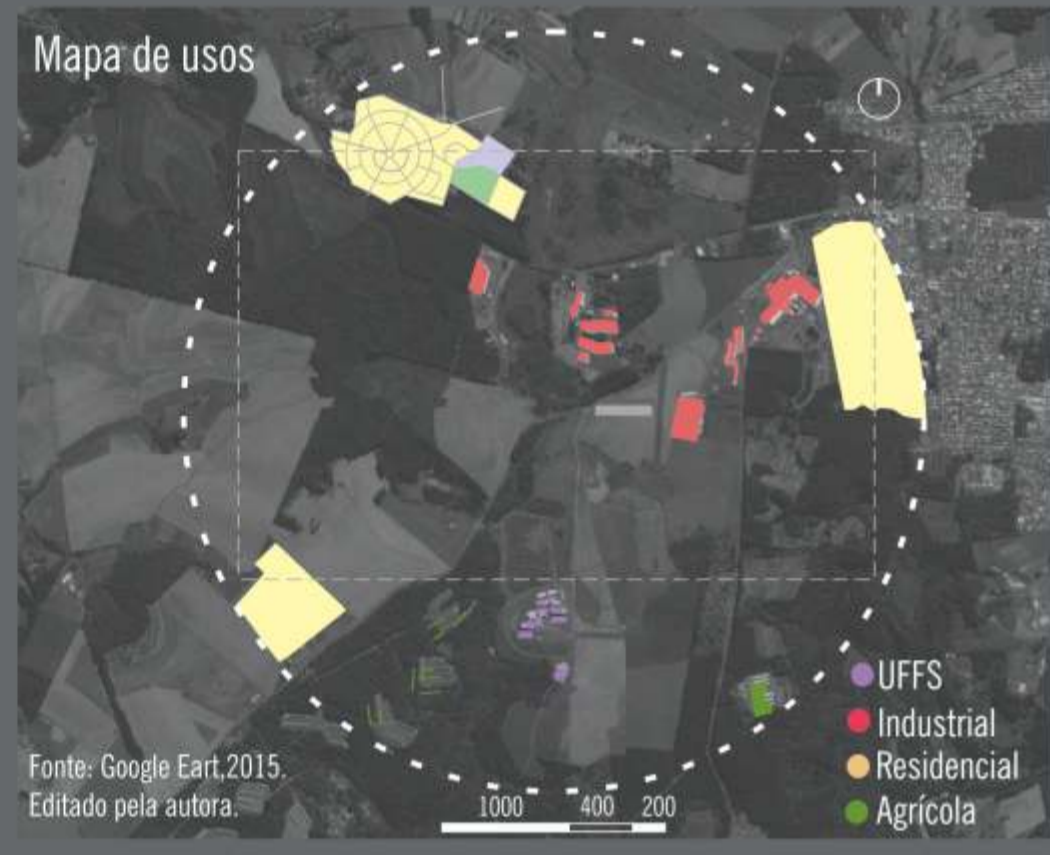 Mapa de usos
UFFS
Industrial
Residencial
Agrícola
Fonte: Google Eart,2015.
Editado pela autora.
1000 400 200